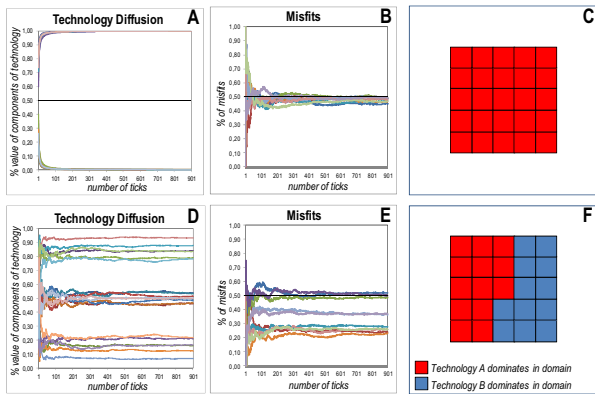 Technology Diffusion A
% value of components of technology
1,00
0,90
0,80
0,70
0,60
0,50
0,40
0,30
0,20
0,10
0,00
1 101 201 301 401 501 601 701 801 901
number of ticks
Misfits B
% of misfits
1,00
0,90
0,80
0,70
0,60
0,50
0,40
0,30
0,20
0,10
0,00
1 101 201 301 401 501 601 701 801 901
number of ticks
C
Technology Diffusion
D
% value of components of technology
1,00
0,90
0,80
0,70
0,60
0,50
0,40
0,30
0,20
0,10
0,00
1 101 201 301 401 501 601 701 801 901
number of ticks
Misfits
E
% of misfits
1,00
0,90
0,80
0,70
0,60
0,50
0,40
0,30
0,20
0,10
0,00
1 101 201 301 401 501 601 701 801 901
number of ticks
F
Technology A dominates in domain
Technology B dominates in domain